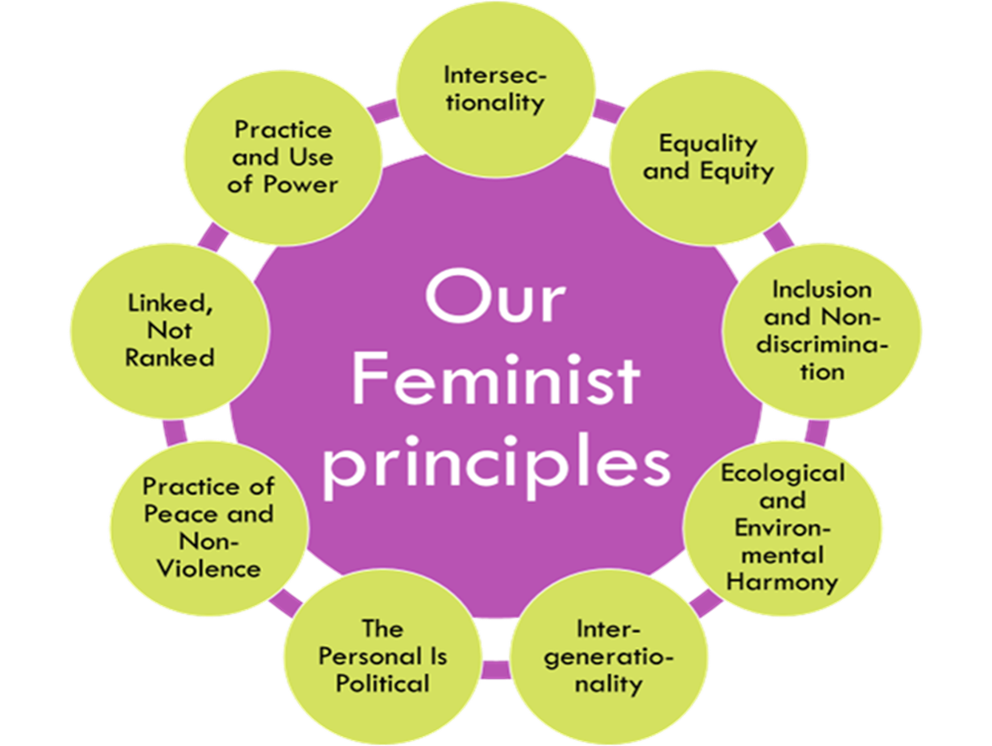 Our
Feminist
principles
Intersec-
tionality
Equality
and Equity
Inclusion
and Non-
discrimina-
tion
Ecological
and
Environ-
mental
Harmony
Inter-
generatio-
nality
The
Personal Is
Political
Practice of
Peace and
Non-
Violence
Linked,
Not
Ranked
Practice
and Use
of Power